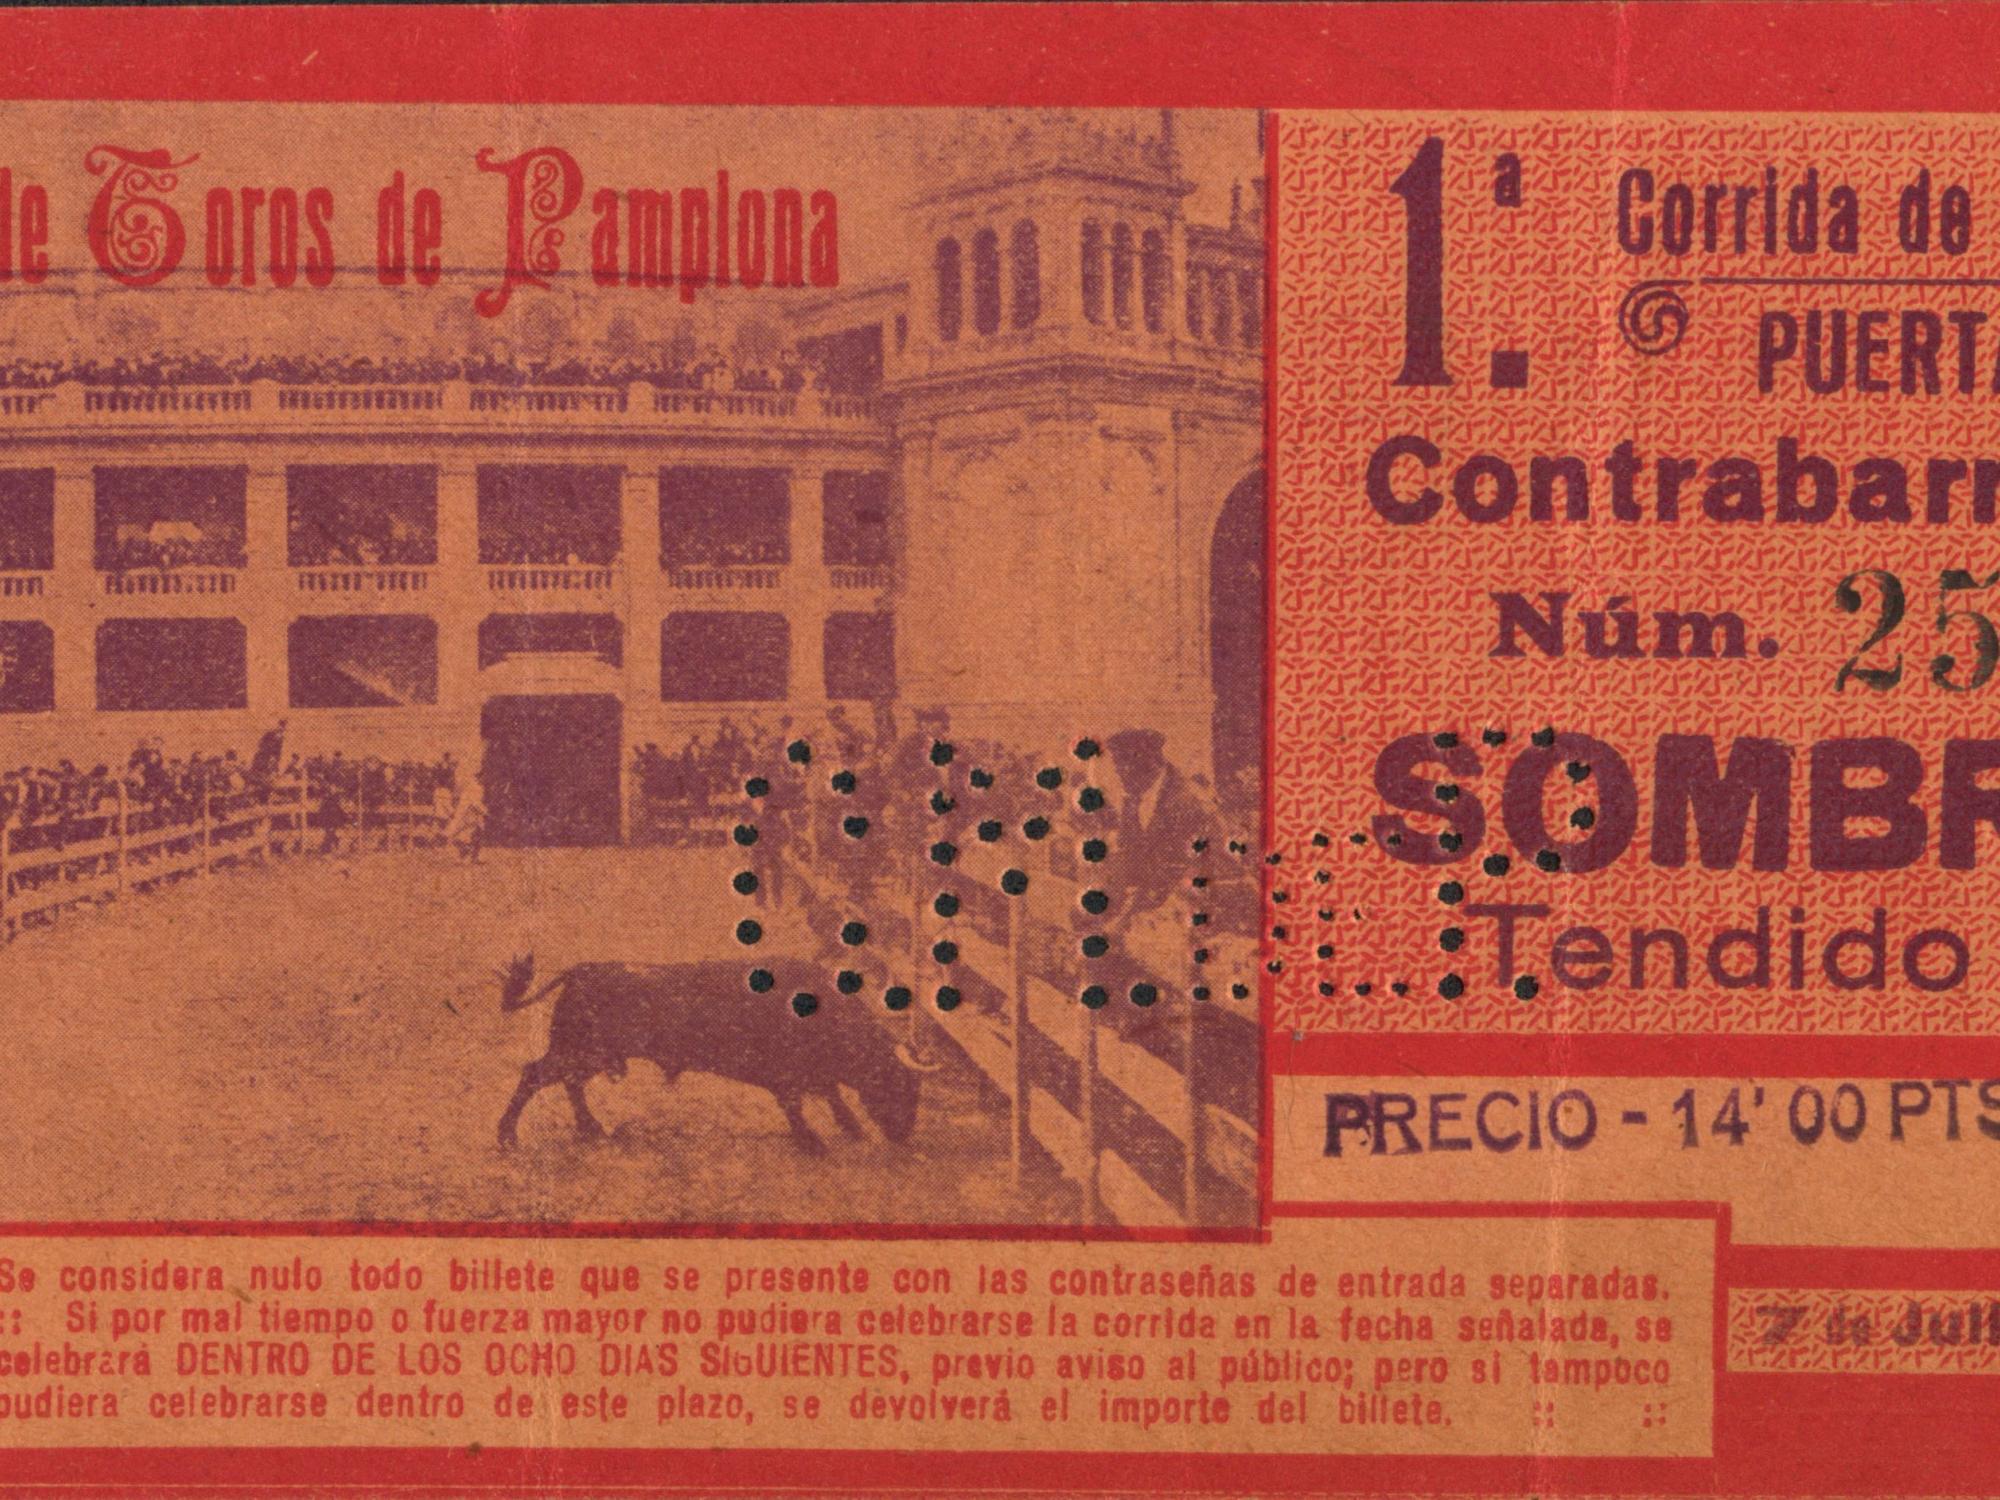 de Toros de Pamplona
1.ª Corrida de
PUERTA
Contrabarr
Núm. 25
SOMBR
Tendido
PRECIO - 14'00 PTS
Se considera nulo todo billete que se presente con las contraseñas de entrada separadas.
:: Si por mal tiempo o fuerza mayor no pudiera celebrarse la corrida en la fecha señalada, se
celebrará DENTRO DE LOS OCHO DIAS SIGUIENTES, previo aviso al público; pero si tampoco
pudiera celebrarse dentro de este plazo, se devolverá el importe del billete. :: ::
7 de Juli